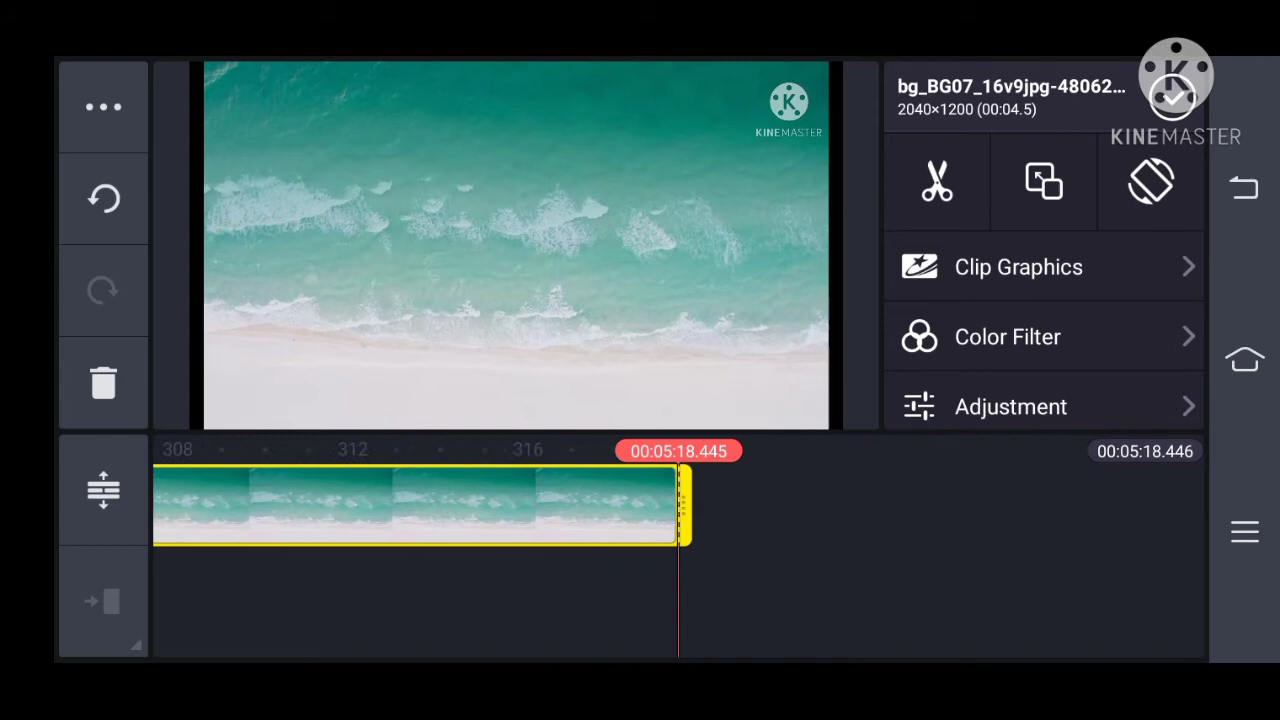 bg_BG07_16v9jpg-48062...
2040×1200 (00:04.5)
K
KINEMASTER
K
KINEMASTER
Clip Graphics
Color Filter
Adjustment
308
312
316
00:05:18.445
00:05:18.446